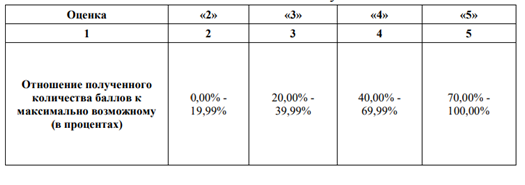 Оценка «2» «3» «4» «5»
1 2 3 4 5
Отношение полученного
количества баллов к
максимально возможному
(в процентах)
0,00% -
19,99%
20,00% -
39,99%
40,00% -
69,99%
70,00% -
100,00%